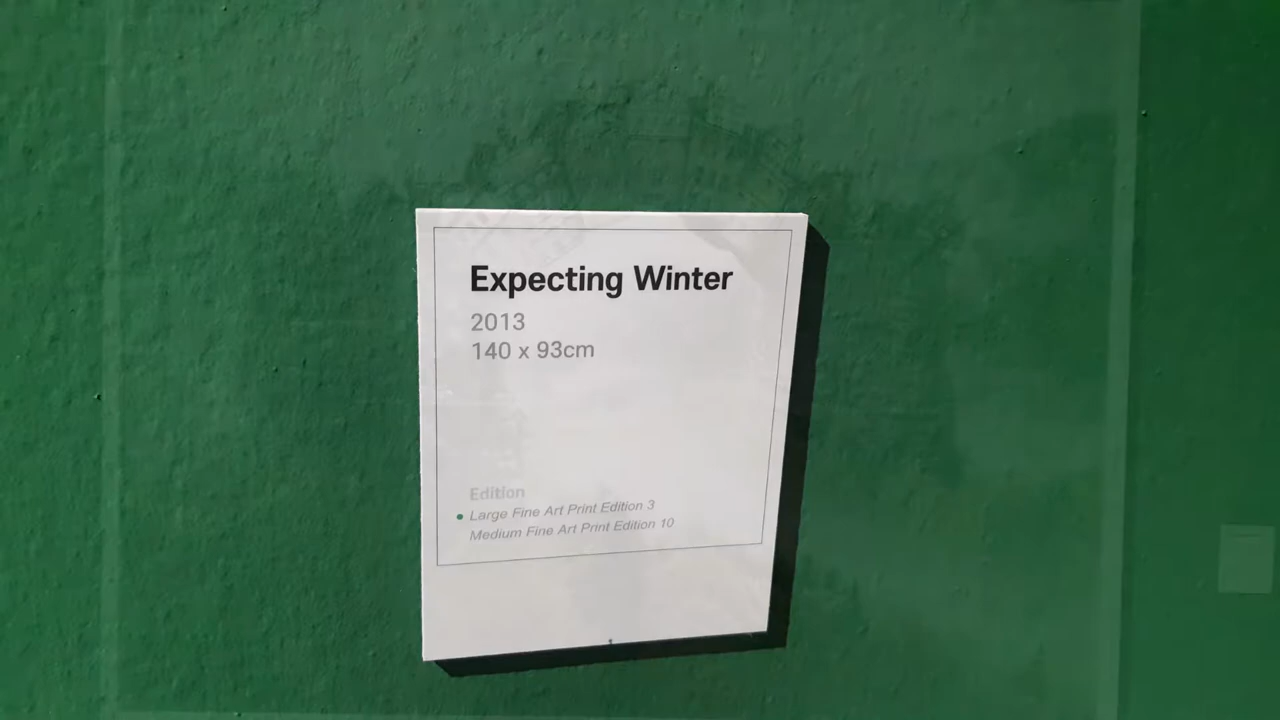 Expecting Winter
2013
140 x 93cm
Edition
Large Fine Art Print Edition 3
Medium Fine Art Print Edition 10